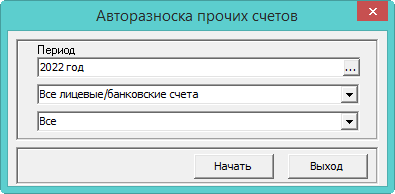 Авторазноска прочих счетов
Период
2022 год
...
Все лицевые/банковские счета
Все
Начать
Выход